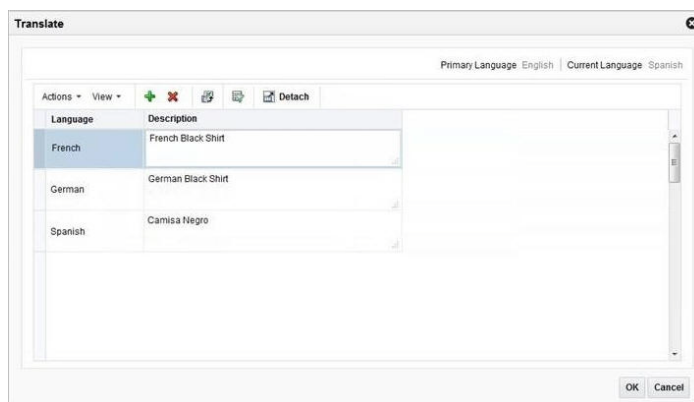 Translate
Primary Language English | Current Language Spanish
Actions View Detach
Language Description
French French Black Shirt
German German Black Shirt
Spanish Camisa Negro
OK Cancel